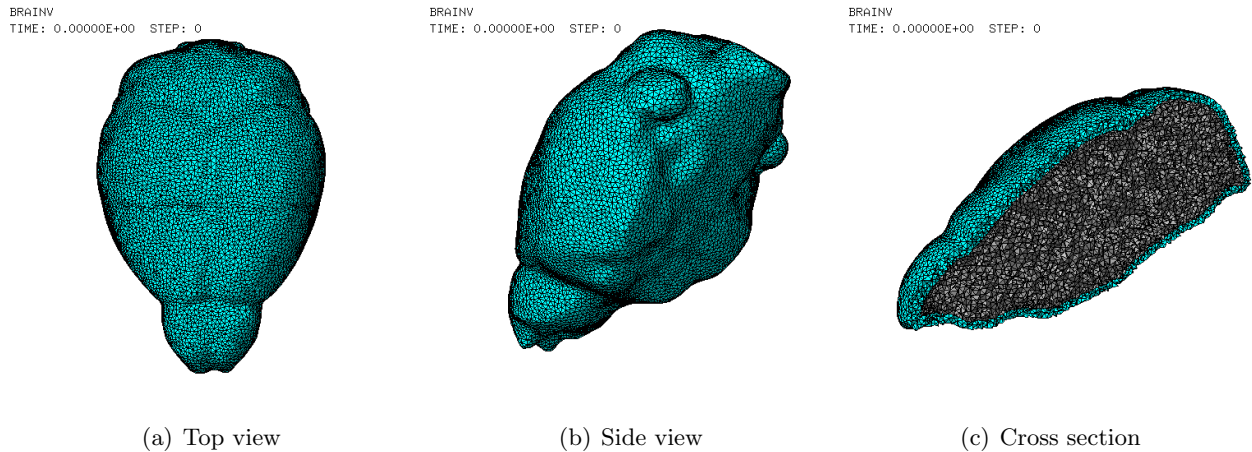 BRAINV
TIME: 0.00000E+00 STEP: 0
BRAINV
TIME: 0.00000E+00 STEP: 0
BRAINV
TIME: 0.00000E+00 STEP: 0
(a) Top view
(b) Side view
(c) Cross section